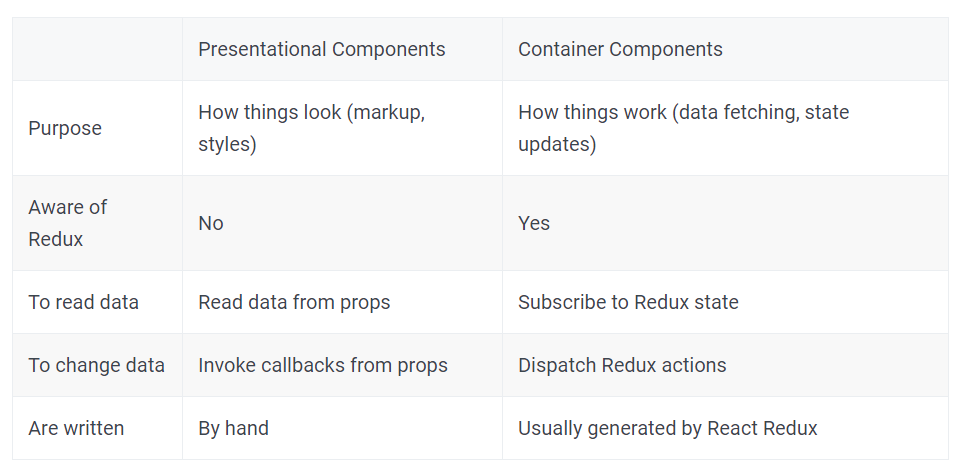 Presentational Components Container Components
Purpose How things look (markup, styles) How things work (data fetching, state updates)
Aware of Redux No Yes
To read data Read data from props Subscribe to Redux state
To change data Invoke callbacks from props Dispatch Redux actions
Are written By hand Usually generated by React Redux